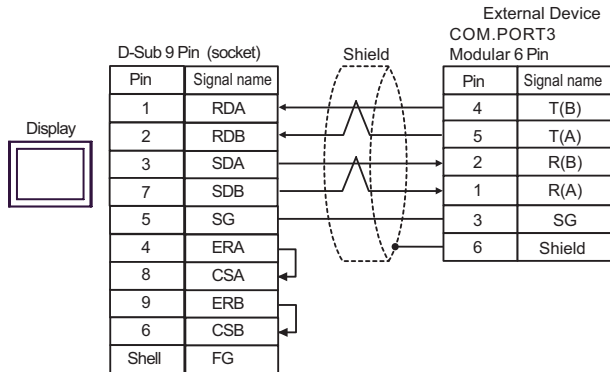 External Device
COM.PORT3
D-Sub 9 Pin (socket) Shield Modular 6 Pin
Pin Signal name Pin Signal name
1 RDA 4 T(B)
Display
2 RDB 5 T(A)
3 SDA 2 R(B)
7 SDB 1 R(A)
5 SG 3 SG
4 ERA 6 Shield
8 CSA
9 ERB
6 CSB
Shell FG